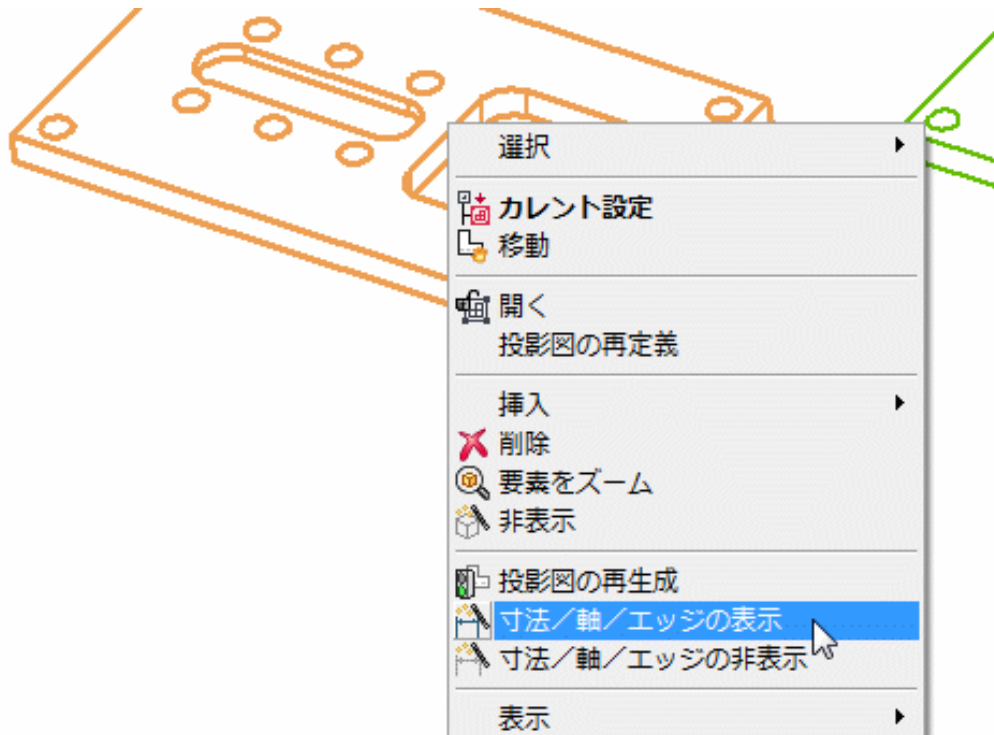 選択
カレント設定
移動
開く
投影図の再定義
挿入
削除
要素をズーム
非表示
投影図の再生成
寸法／軸／エッジの表示
寸法／軸／エッジの非表示
表示